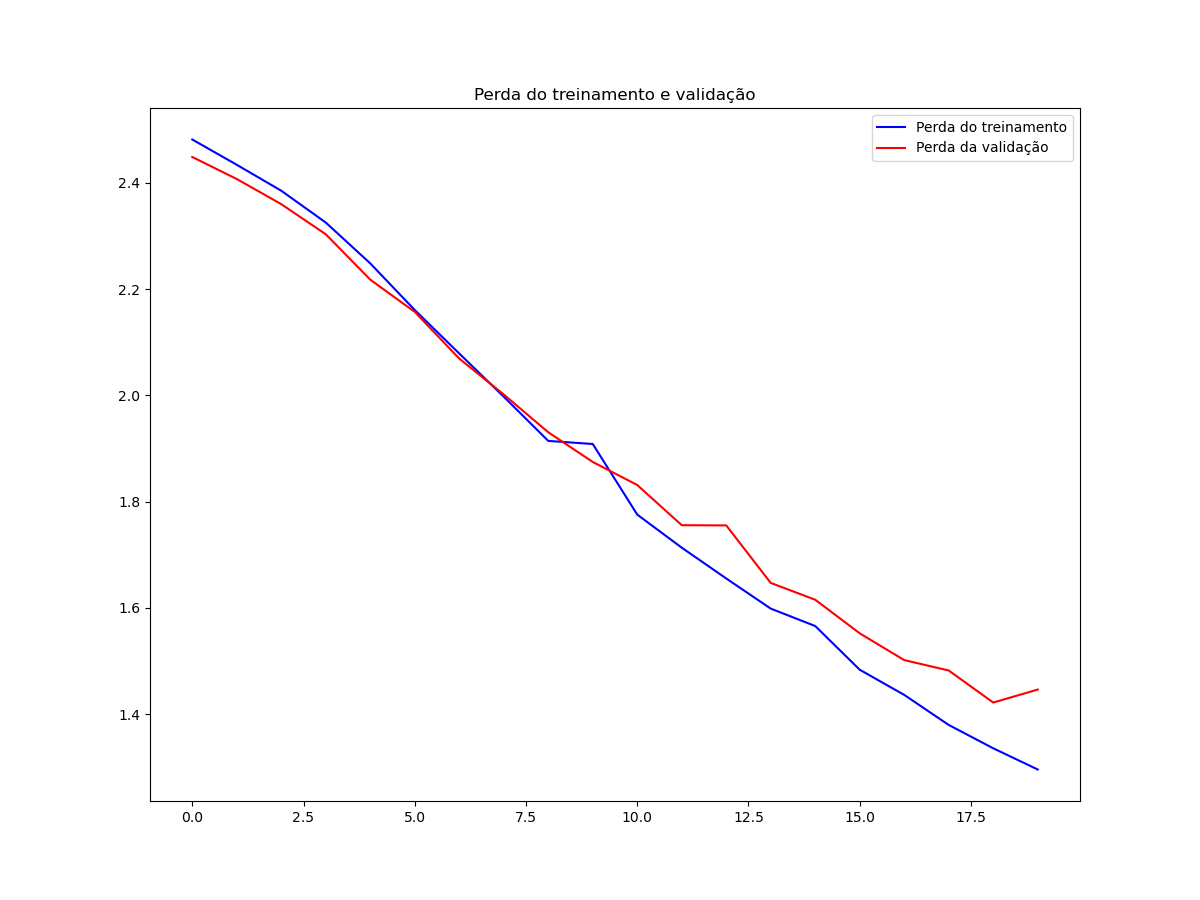 Perda do treinamento e validação
Perda do treinamento
Perda da validação
2.4
2.2
2.0
1.8
1.6
1.4
0.0 2.5 5.0 7.5 10.0 12.5 15.0 17.5